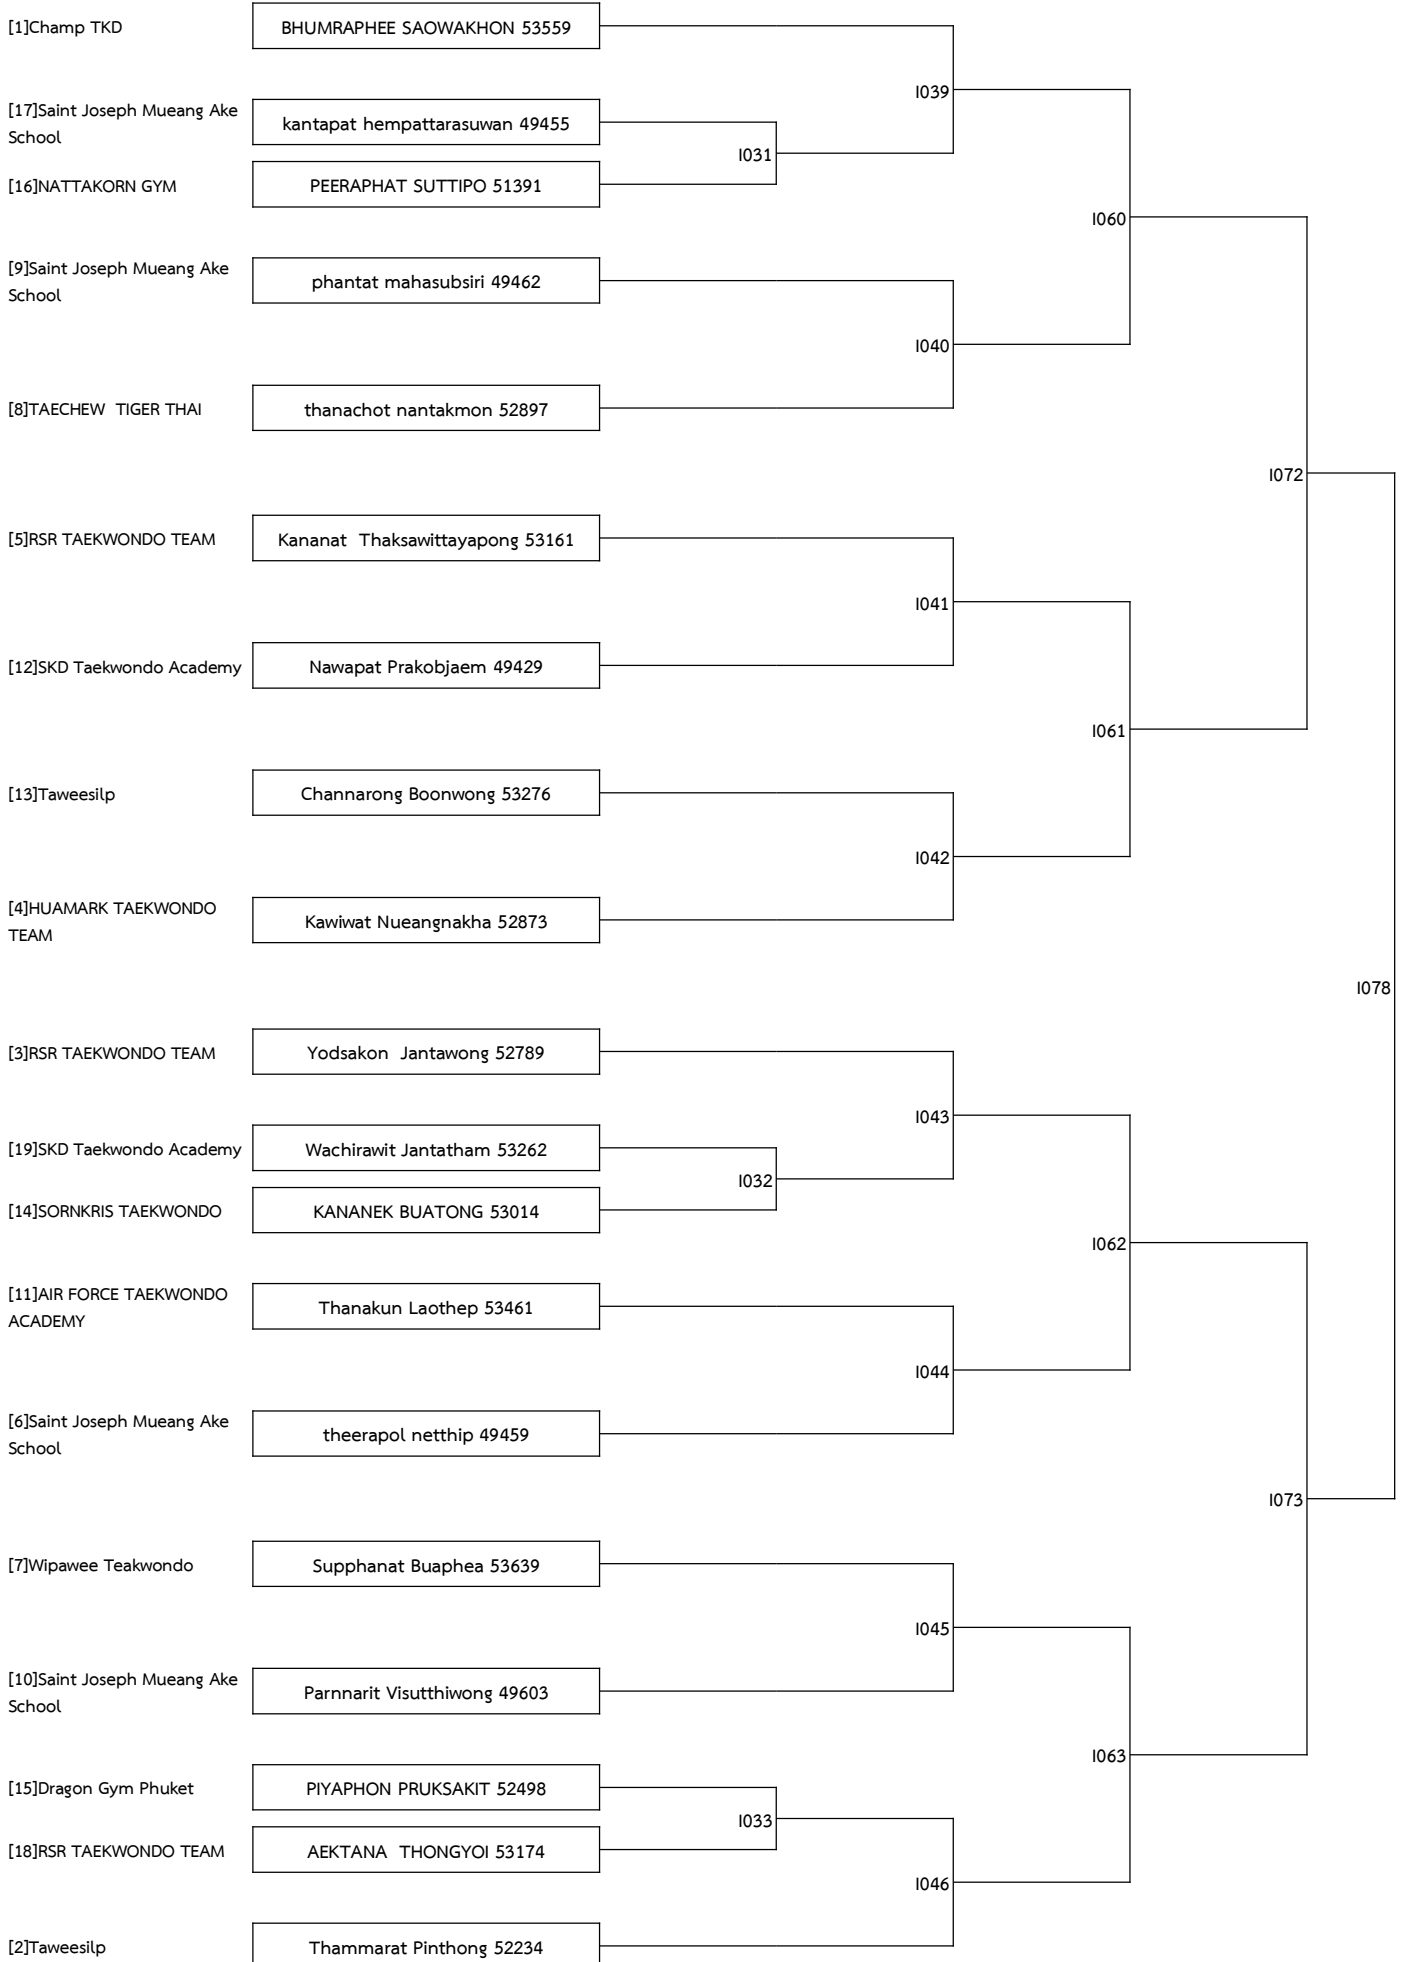 [1]Champ TKD
BHUMRAPHEE SAOWAKHON 53559
I039
[17]Saint Joseph Mueang Ake
School
kantapat hempattarasuwan 49455
I031
[16]NATTAKORN GYM
PEERAPHAT SUTTIPO 51391
I060
[9]Saint Joseph Mueang Ake
School
phantat mahasubsiri 49462
I040
[8]TAECHEW  TIGER THAI
thanachot nantakmon 52897
I072
[5]RSR TAEKWONDO TEAM
Kananat  Thaksawittayapong 53161
I041
[12]SKD Taekwondo Academy
Nawapat Prakobjaem 49429
I061
[13]Taweesilp
Channarong Boonwong 53276
I042
[4]HUAMARK TAEKWONDO
TEAM
Kawiwat Nueangnakha 52873
I078
[3]RSR TAEKWONDO TEAM
Yodsakon  Jantawong 52789
I043
[19]SKD Taekwondo Academy
Wachirawit Jantatham 53262
I032
[14]SORNKRIS TAEKWONDO
KANANEK BUATONG 53014
I062
[11]AIR FORCE TAEKWONDO
ACADEMY
Thanakun Laothep 53461
I044
[6]Saint Joseph Mueang Ake
School
theerapol netthip 49459
I073
[7]Wipawee Teakwondo
Supphanat Buaphea 53639
I045
[10]Saint Joseph Mueang Ake
School
Parnnarit Visutthiwong 49603
I063
[15]Dragon Gym Phuket
PIYAPHON PRUKSAKIT 52498
I033
[18]RSR TAEKWONDO TEAM
AEKTANA  THONGYOI 53174
I046
[2]Taweesilp
Thammarat Pinthong 52234